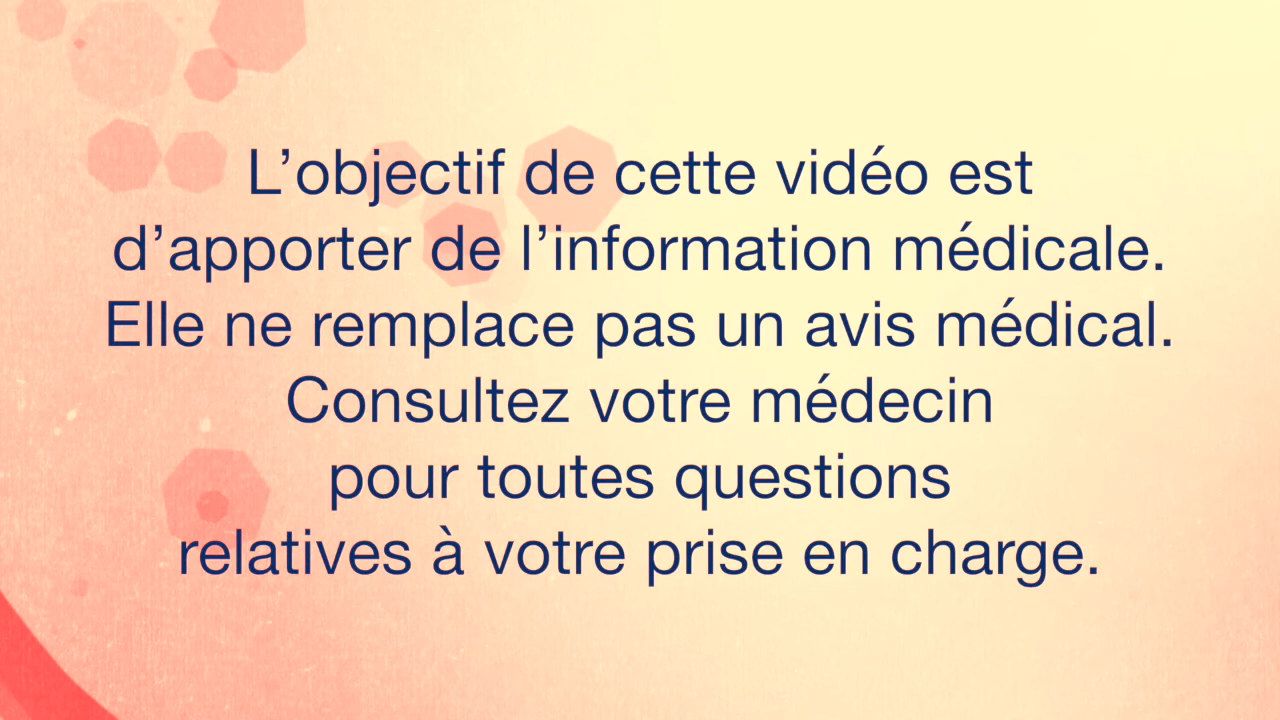 L’objectif de cette vidéo est
d’apporter de l’information médicale.
Elle ne remplace pas un avis médical.
Consultez votre médecin
pour toutes questions
relatives à votre prise en charge.